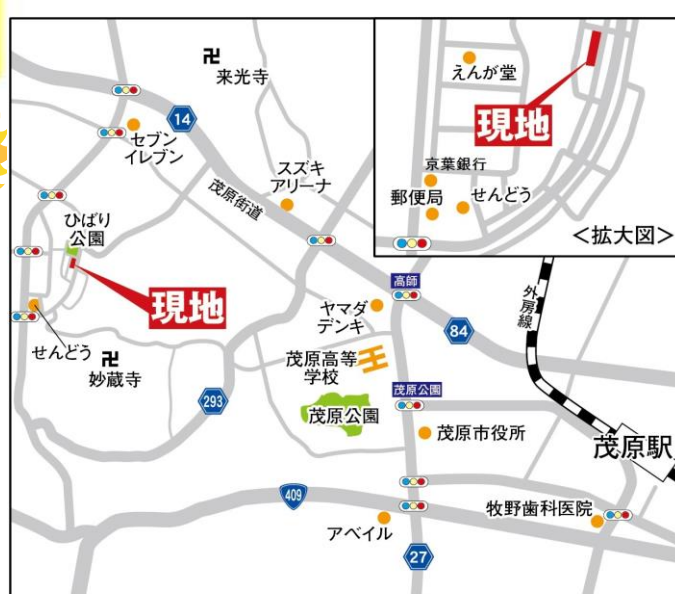 来光寺
14
セブン
イレブン
スズキ
アリーナ
茂原街道
ひばり
公園
現地
せんどう
妙蔵寺
293
ヤマダ
デンキ
高師
84
外房線
茂原高等
学校
茂原公園
茂原公園
茂原市役所
茂原駅
409
アベイル
牧野歯科医院
27
えんが堂
現地
京葉銀行
郵便局
せんどう
<拡大図>